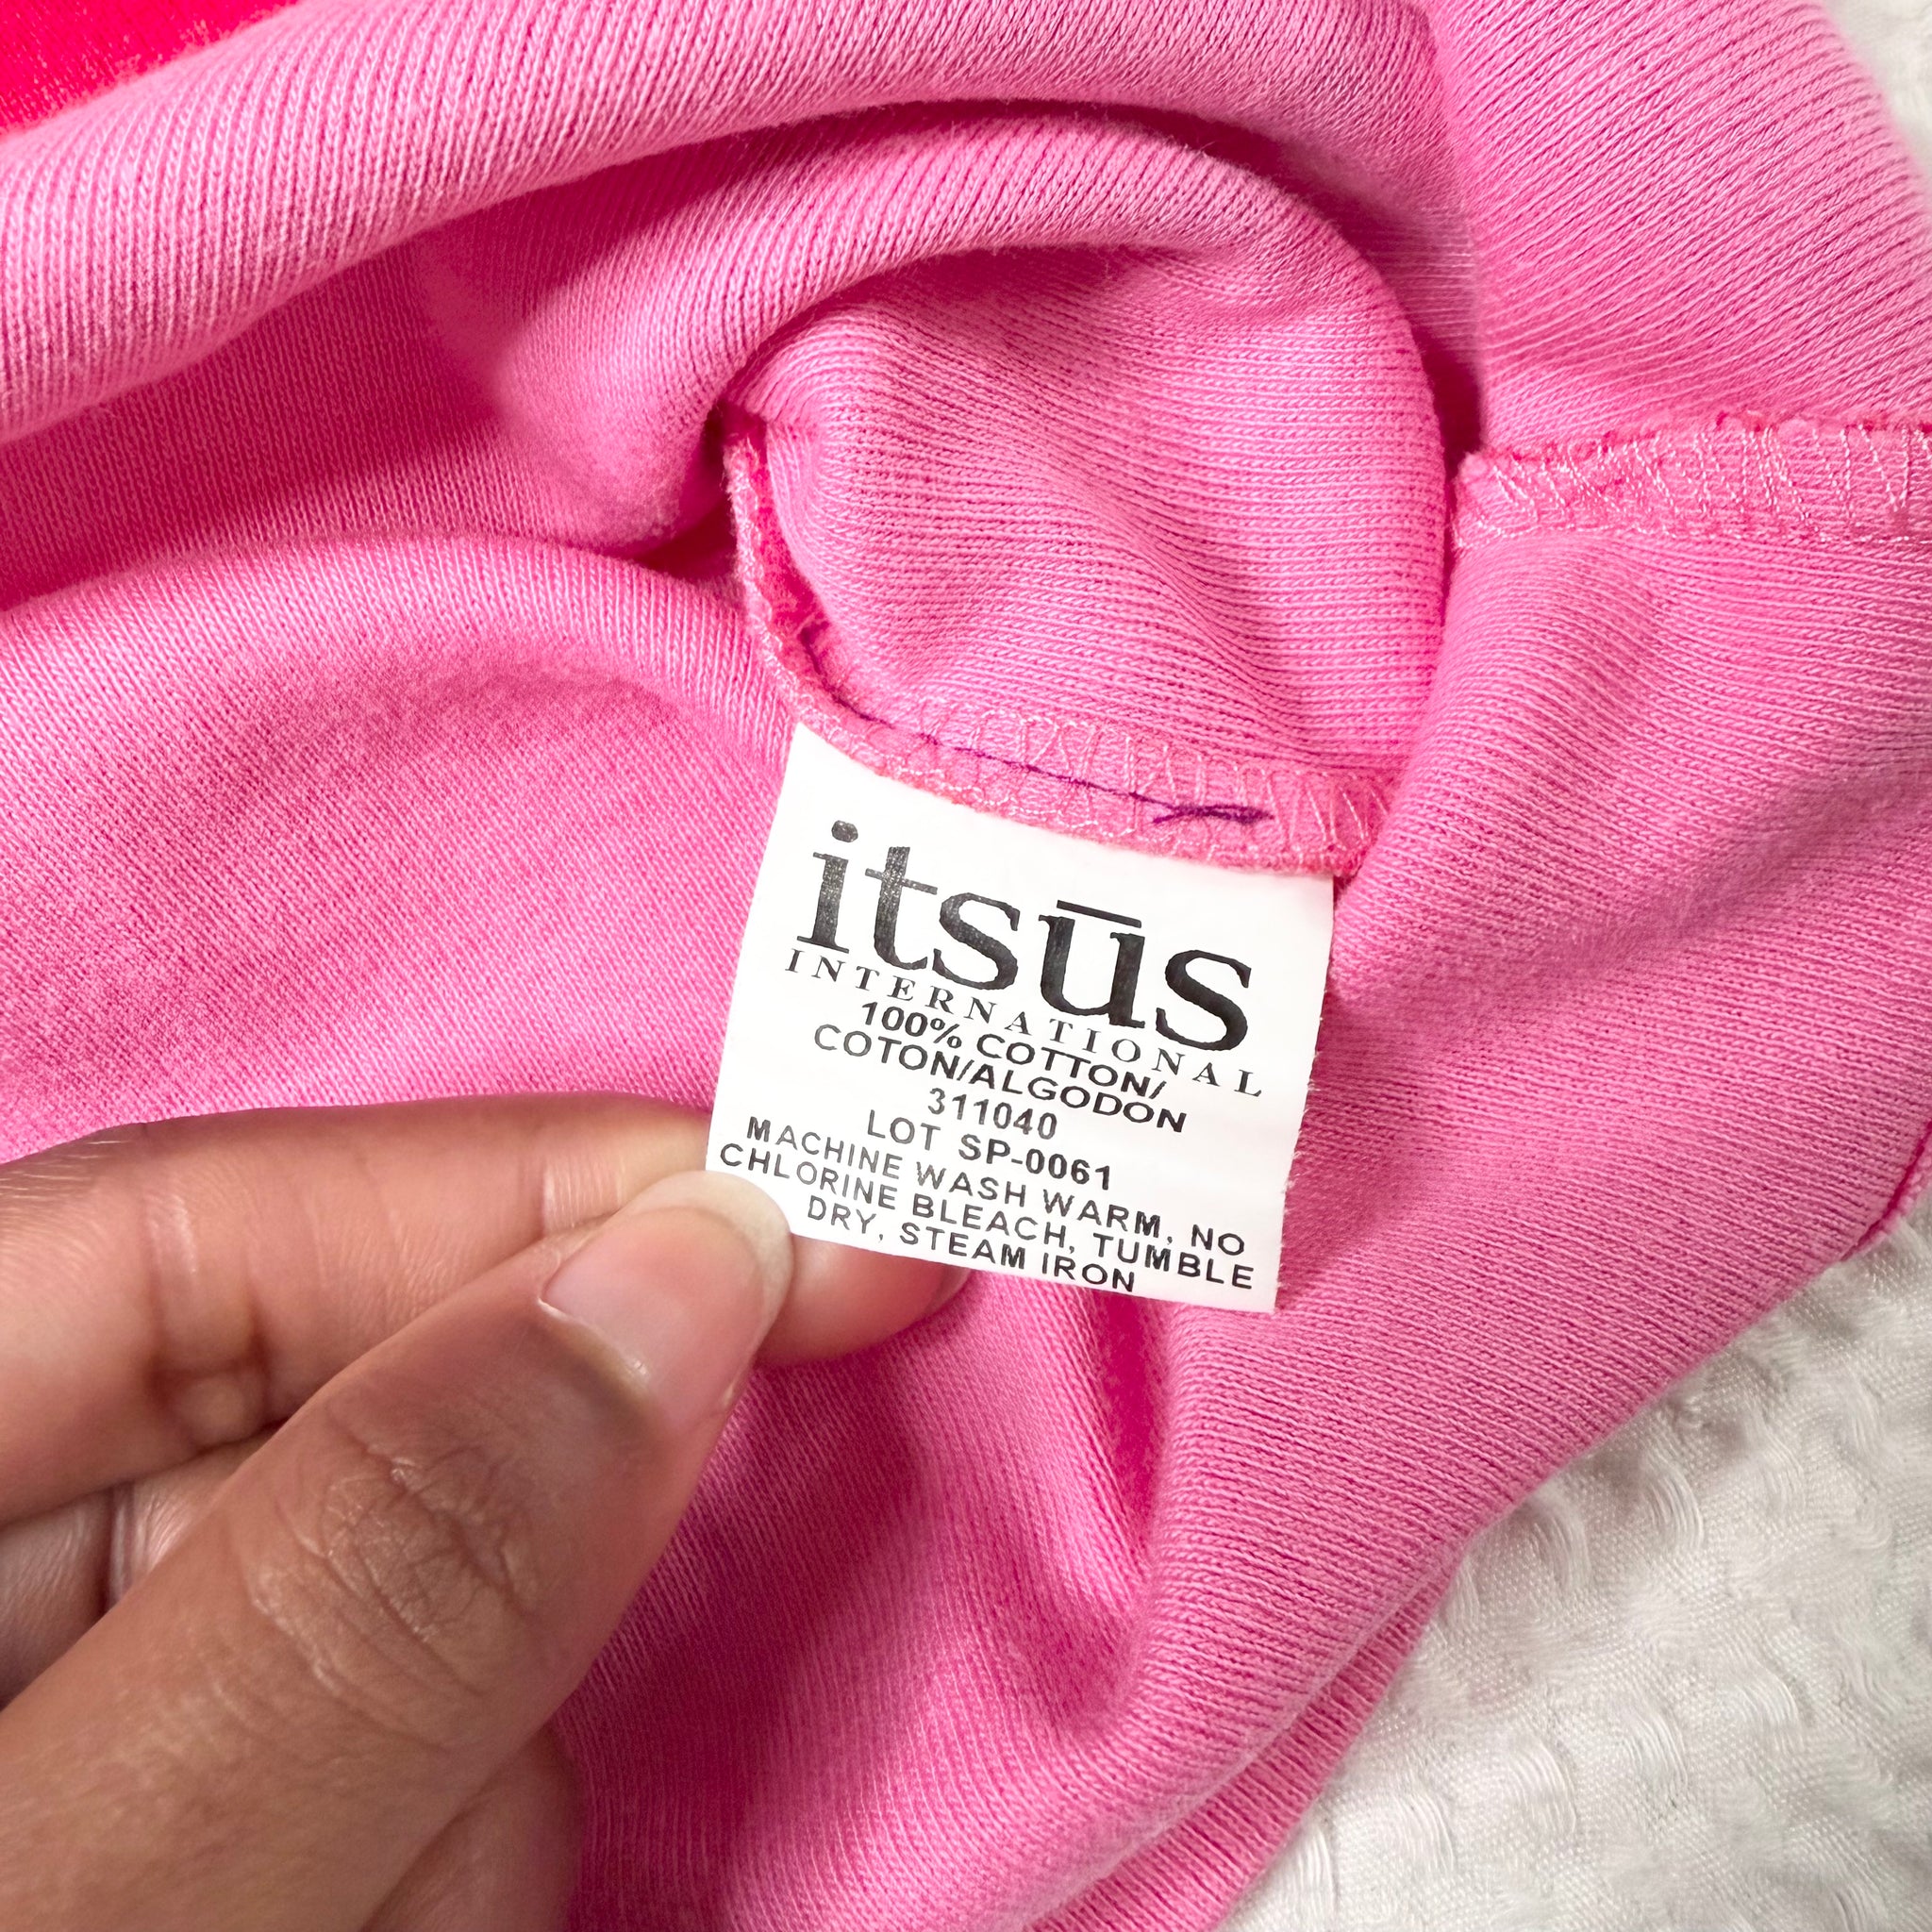 itsūs
INTERNATIONAL
100% COTTON/
COTON/ALGODON
311040
LOT SP-0061
MACHINE WASH WARM, NO
CHLORINE BLEACH, TUMBLE
DRY, STEAM IRON